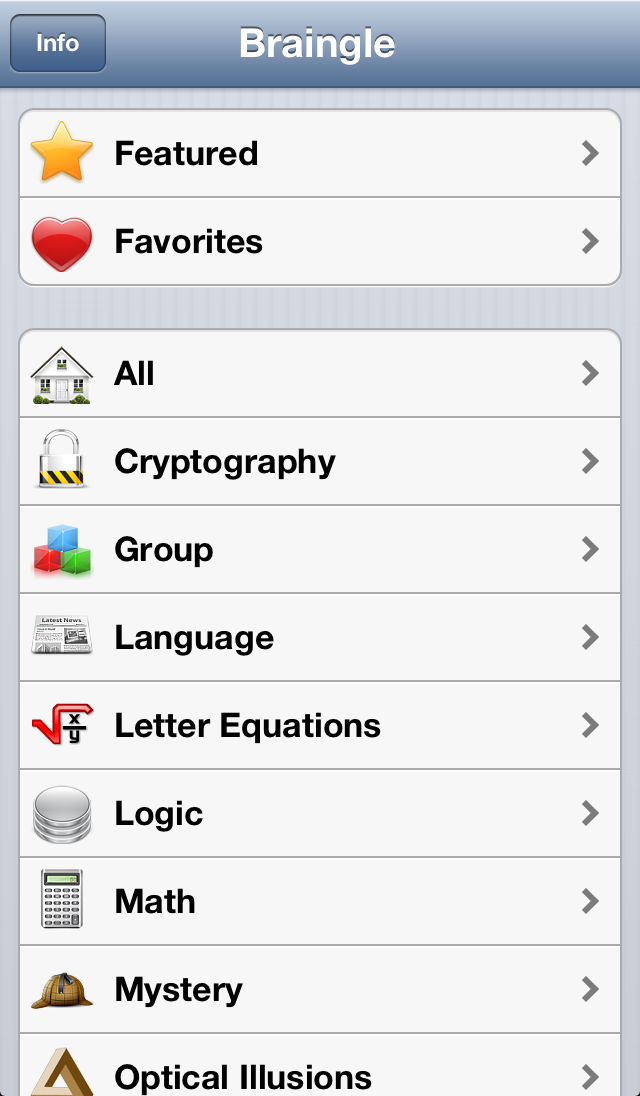 Info
Braingle
Featured
Favorites
All
Cryptography
Group
Latest News
Language
x
y
Letter Equations
Logic
Math
Mystery
Optical Illusions